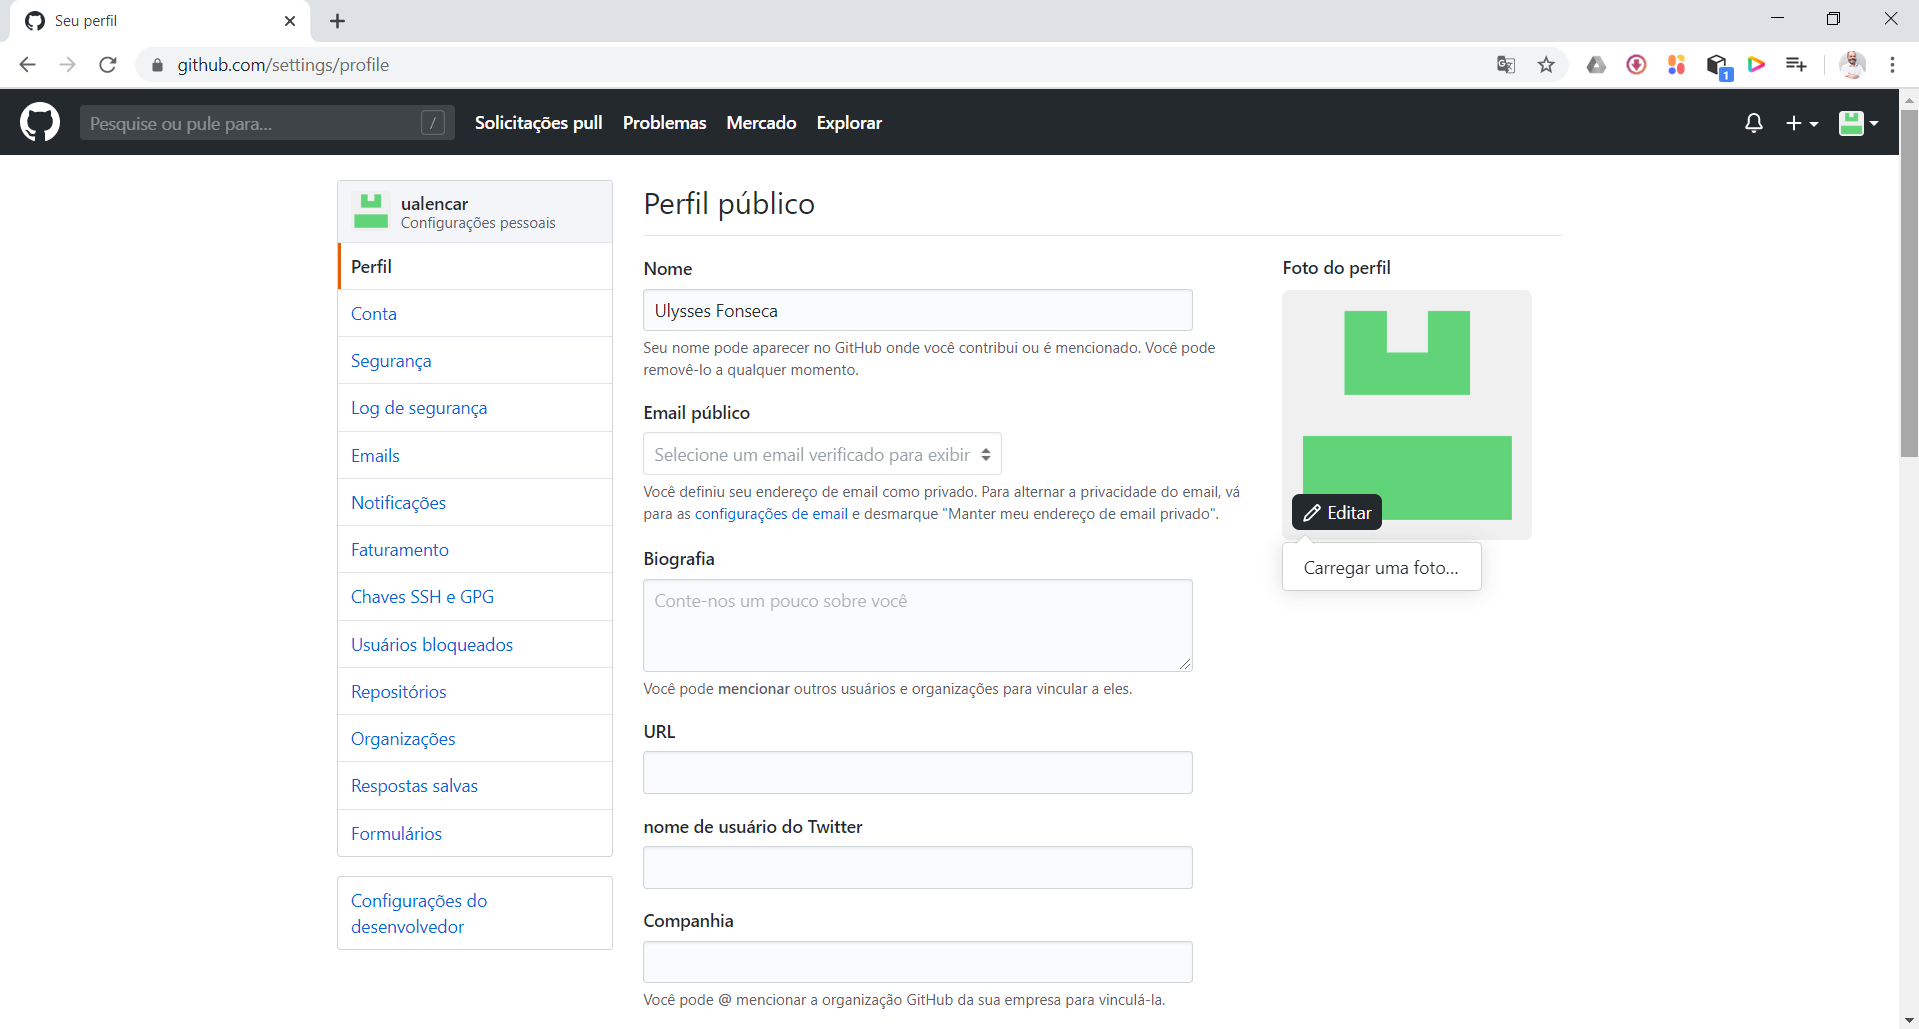 Seu perfil
github.com/settings/profile
1
Pesquise ou pule para...
/
Solicitações pull
Problemas
Mercado
Explorar
ualencar
Configurações pessoais
Perfil
Conta
Segurança
Log de segurança
Emails
Notificações
Faturamento
Chaves SSH e GPG
Usuários bloqueados
Repositórios
Organizações
Respostas salvas
Formulários
Configurações do
desenvolvedor
Perfil público
Nome
Ulysses Fonseca
Seu nome pode aparecer no GitHub onde você contribui ou é mencionado. Você pode
removê-lo a qualquer momento.
Email público
Selecione um email verificado para exibir
Você definiu seu endereço de email como privado. Para alternar a privacidade do email, vá
para as configurações de email e desmarque "Manter meu endereço de email privado".
Biografia
Conte-nos um pouco sobre você
Você pode mencionar outros usuários e organizações para vincular a eles.
URL
nome de usuário do Twitter
Companhia
Você pode @ mencionar a organização GitHub da sua empresa para vinculá-la.
Foto do perfil
Editar
Carregar uma foto...